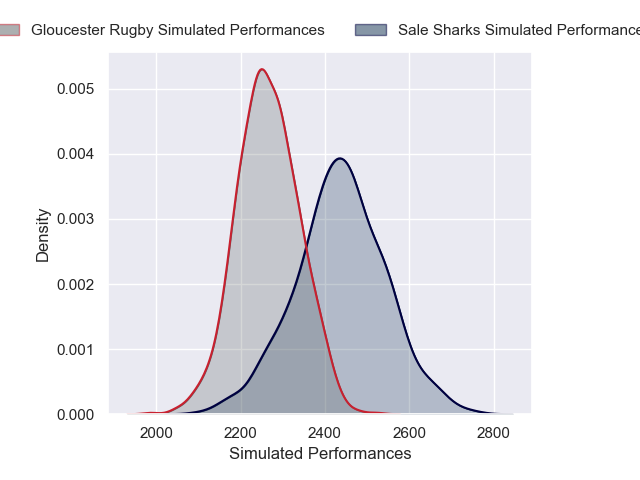 Gloucester Rugby Simulated Performances
Sale Sharks Simulated Performance
0.005
0.004
0.003
0.002
0.001
0.000
Density
2000 2200 2400 2600 2800
Simulated Performances